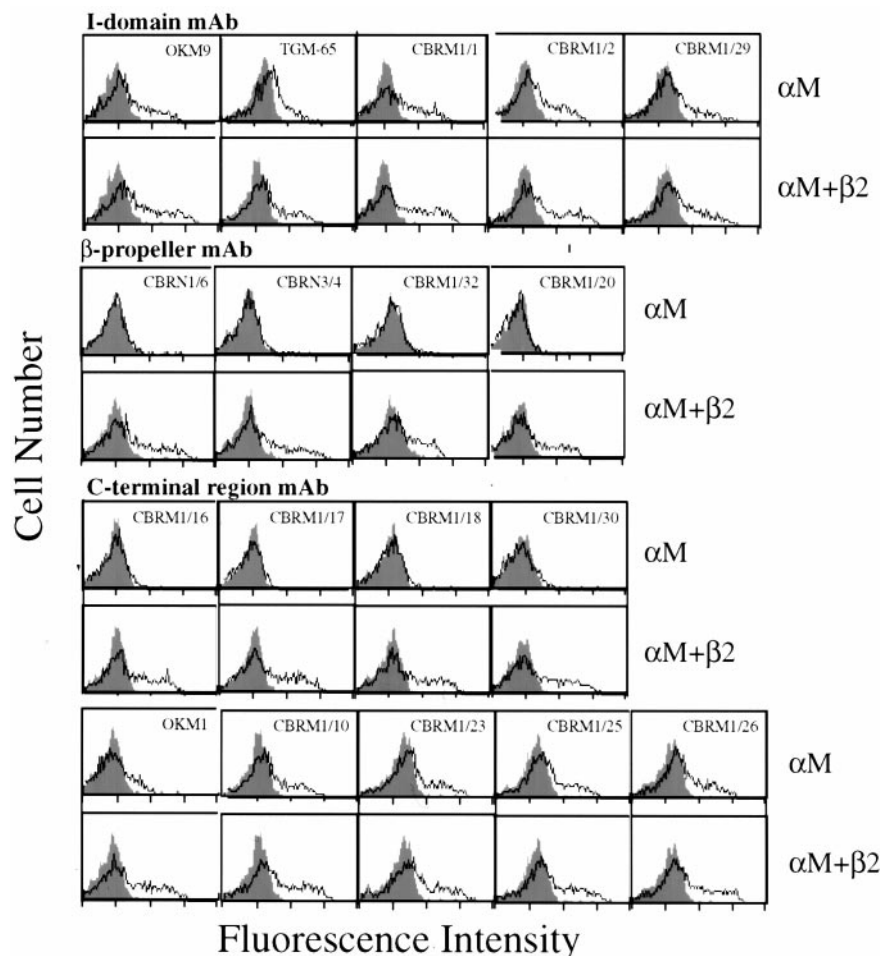 I-domain mAb
OKM9 TGM-65 CBRM1/1 CBRM1/2 CBRM1/29
αM
αM+β2
β-propeller mAb
CBRN1/6 CBRN3/4 CBRM1/32 CBRM1/20
αM
αM+β2
Cell Number
C-terminal region mAb
CBRM1/16 CBRM1/17 CBRM1/18 CBRM1/30
αM
αM+β2
OKM1 CBRM1/10 CBRM1/23 CBRM1/25 CBRM1/26
αM
αM+β2
Fluorescence Intensity